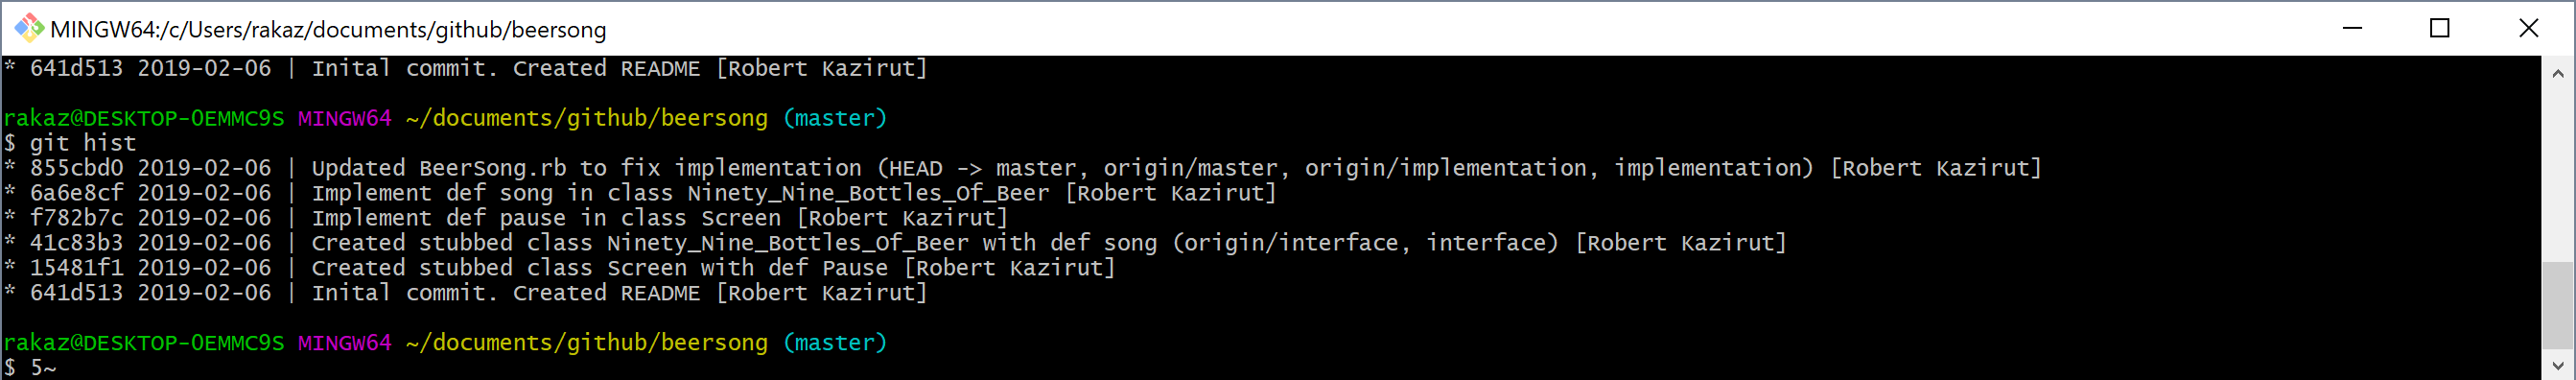 MINGW64:/c/Users/rakaz/documents/github/beersong
* 641d513 2019-02-06 | Inital commit. Created README [Robert Kazirut]
rakaz@DESKTOP-0EMMC9S MINGW64 ~/documents/github/beersong (master)
$ git hist
* 855cbd0 2019-02-06 | Updated BeerSong.rb to fix implementation (HEAD -> master, origin/master, origin/implementation, implementation) [Robert Kazirut]
* 6a6e8cf 2019-02-06 | Implement def song in class Ninety_Nine_Bottles_Of_Beer [Robert Kazirut]
* f782b7c 2019-02-06 | Implement def pause in class Screen [Robert Kazirut]
* 41c83b3 2019-02-06 | Created stubbed class Ninety_Nine_Bottles_Of_Beer with def song (origin/interface, interface) [Robert Kazirut]
* 15481f1 2019-02-06 | Created stubbed class Screen with def Pause [Robert Kazirut]
* 641d513 2019-02-06 | Inital commit. Created README [Robert Kazirut]
rakaz@DESKTOP-0EMMC9S MINGW64 ~/documents/github/beersong (master)
$ 5~